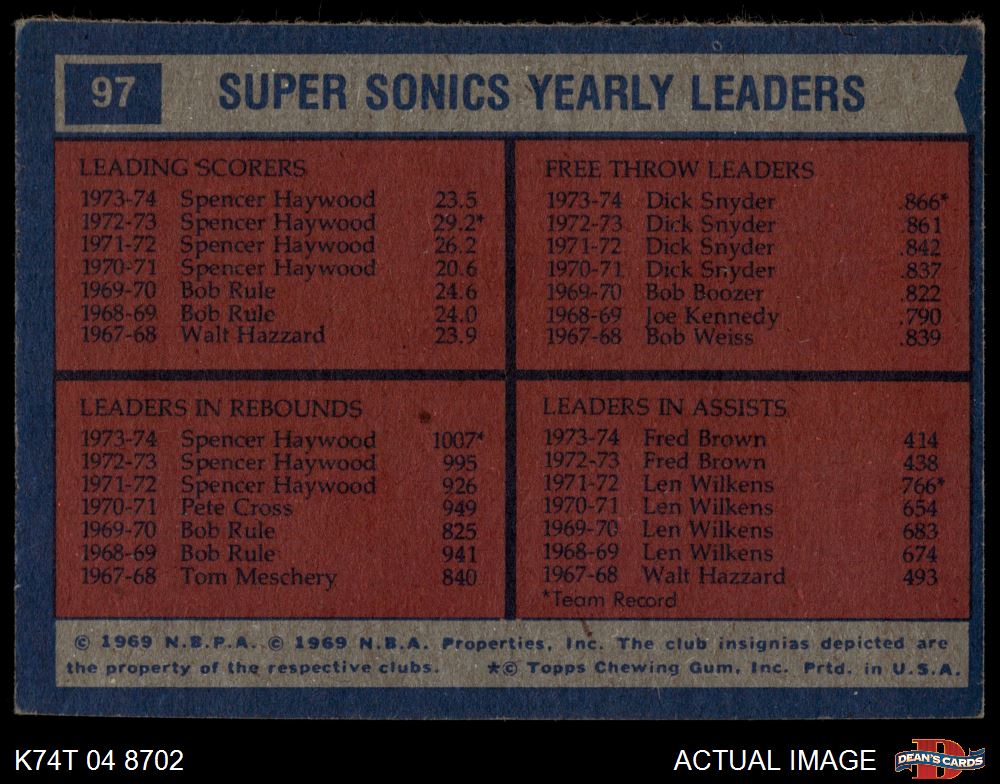 97 SUPER SONICS YEARLY LEADERS
LEADING SCORERS
1973-74 Spencer Haywood 23.5
1972-73 Spencer Haywood 29.2*
1971-72 Spencer Haywood 26.2
1970-71 Spencer Haywood 20.6
1969-70 Bob Rule 24.6
1968-69 Bob Rule 24.0
1967-68 Walt Hazzard 23.9
FREE THROW LEADERS
1973-74 Dick Snyder .866*
1972-73 Dick Snyder .861
1971-72 Dick Snyder .842
1970-71 Dick Snyder .837
1969-70 Bob Boozer .822
1968-69 Joe Kennedy .790
1967-68 Bob Weiss .839
LEADERS IN REBOUNDS
1973-74 Spencer Haywood 1007*
1972-73 Spencer Haywood 995
1971-72 Spencer Haywood 926
1970-71 Pete Cross 949
1969-70 Bob Rule 825
1968-69 Bob Rule 941
1967-68 Tom Meschery 840
LEADERS IN ASSISTS
1973-74 Fred Brown 414
1972-73 Fred Brown 438
1971-72 Len Wilkens 766*
1970-71 Len Wilkens 654
1969-70 Len Wilkens 683
1968-69 Len Wilkens 674
1967-68 Walt Hazzard 493
*Team Record
© 1969 N.B.P.A. © 1969 N.B.A. Properties, Inc. The club insignias depicted are
the property of the respective clubs. *© Topps Chewing Gum, Inc. Prtd. in U.S.A.
K74T 04 8702 ACTUAL IMAGE D DEAN'S CARDS